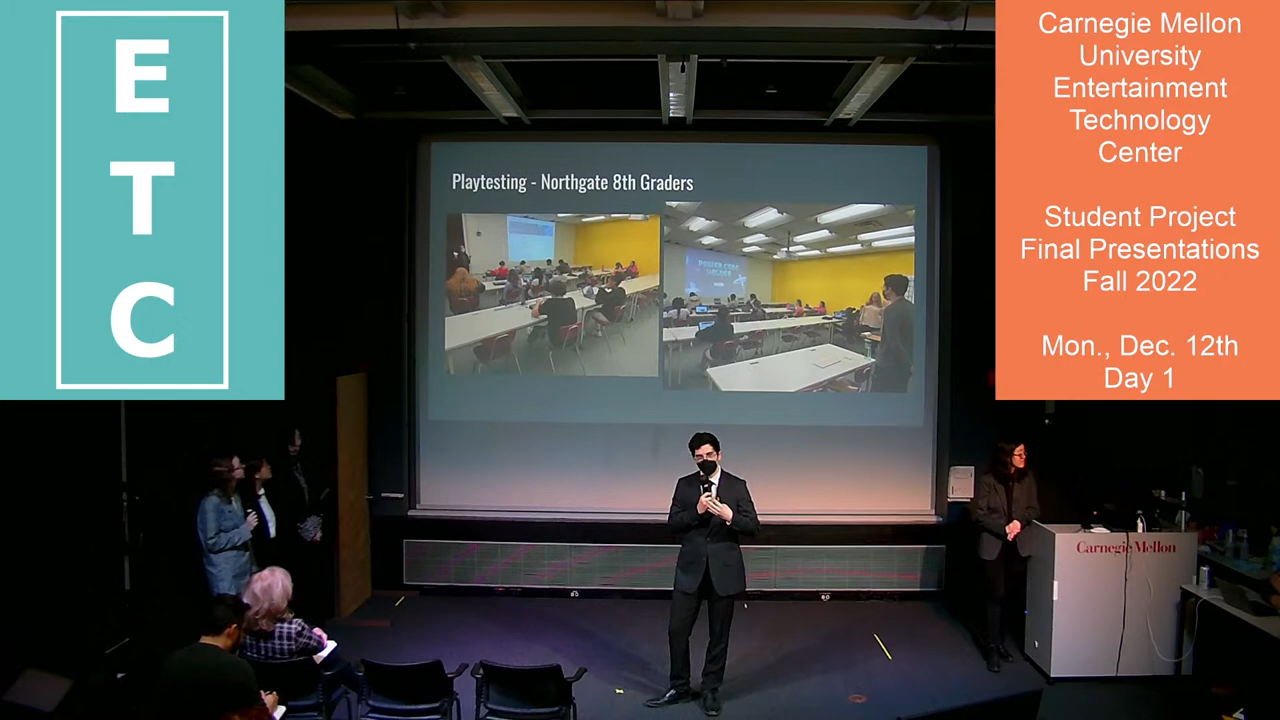 E
T
C
Carnegie Mellon
University
Entertainment
Technology
Center
Student Project
Final Presentations
Fall 2022
Mon., Dec. 12th
Day 1
Playtesting - Northgate 8th Graders
Carnegie Mellon